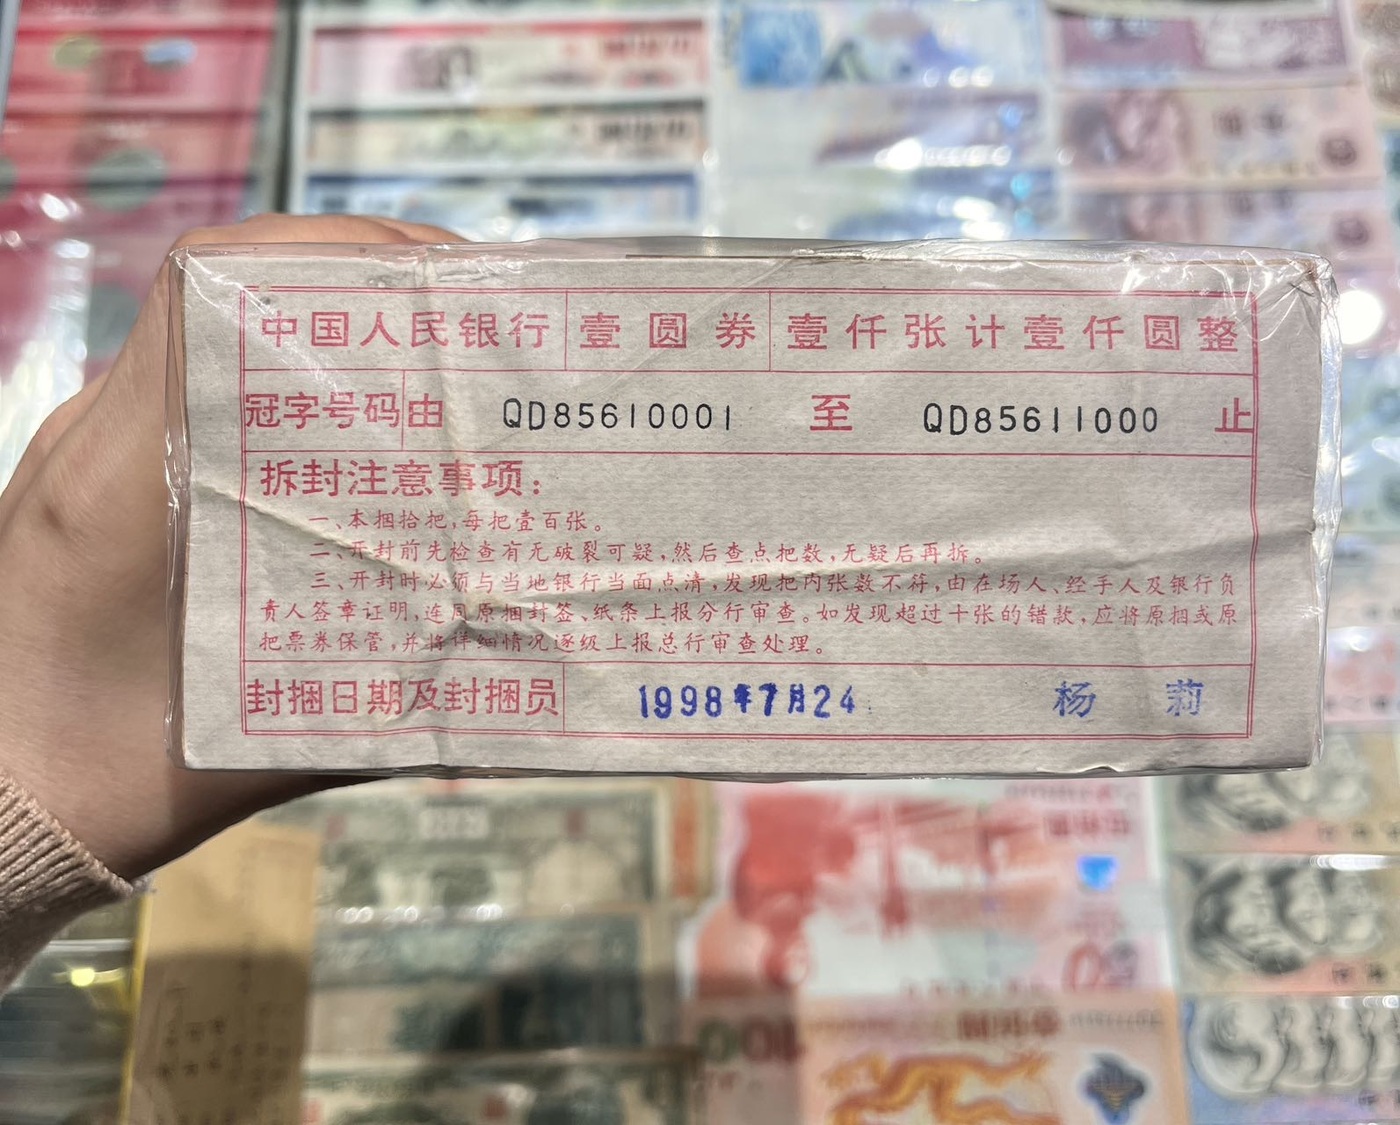 中国人民银行 壹圆券 壹仟张计壹仟圆整
冠字号码由 QD85610001 至 QD85611000 止
拆封注意事项:
一、本捆拾把,每把壹百张。
二、开封前先检查有无破裂可疑,然后查点把数,无疑后再拆。
三、开封时必须与当地银行当面点清,发现把内张数不符,由在场人、经手人及银行负
责人签章证明,连同原捆封签、纸条上报分行审查。如发现超过十张的错款,应将原捆或原
把票券保管,并将详细情况逐级上报总行审查处理。
封捆日期及封捆员 1998年7月24 杨莉